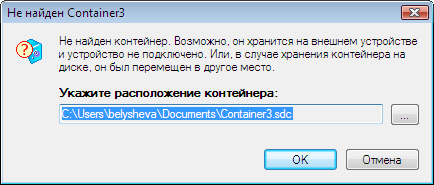 Не найден Container3
Не найден контейнер. Возможно, он хранится на внешнем устройстве
и устройство не подключено. Или, в случае хранения контейнера на
диске, он был перемещен в другое место.
Укажите расположение контейнера:
C:\Users\belysheva\Documents\Container3.sdc
...
OK
Отмена